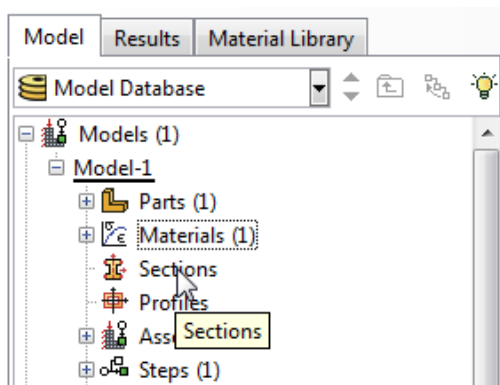 Model Results Material Library
Model Database
Models (1)
Model-1
Parts (1)
Materials (1)
Sections
Profiles
Sections
Steps (1)